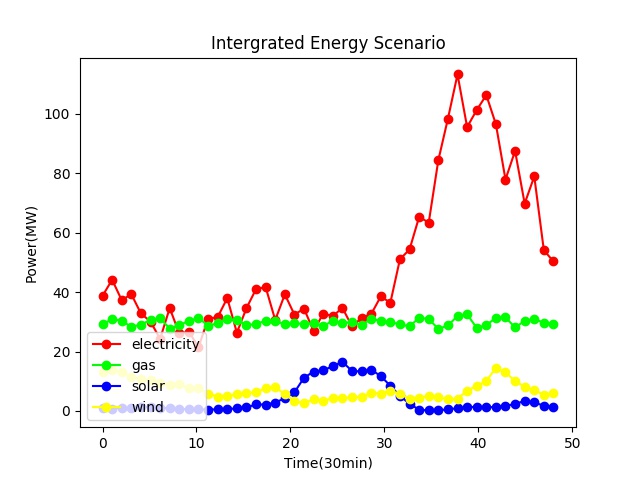 Intergrated Energy Scenario
Power(MW)
100
80
60
40
20
0
electricity
gas
solar
wind
0 10 20 30 40 50
Time(30min)